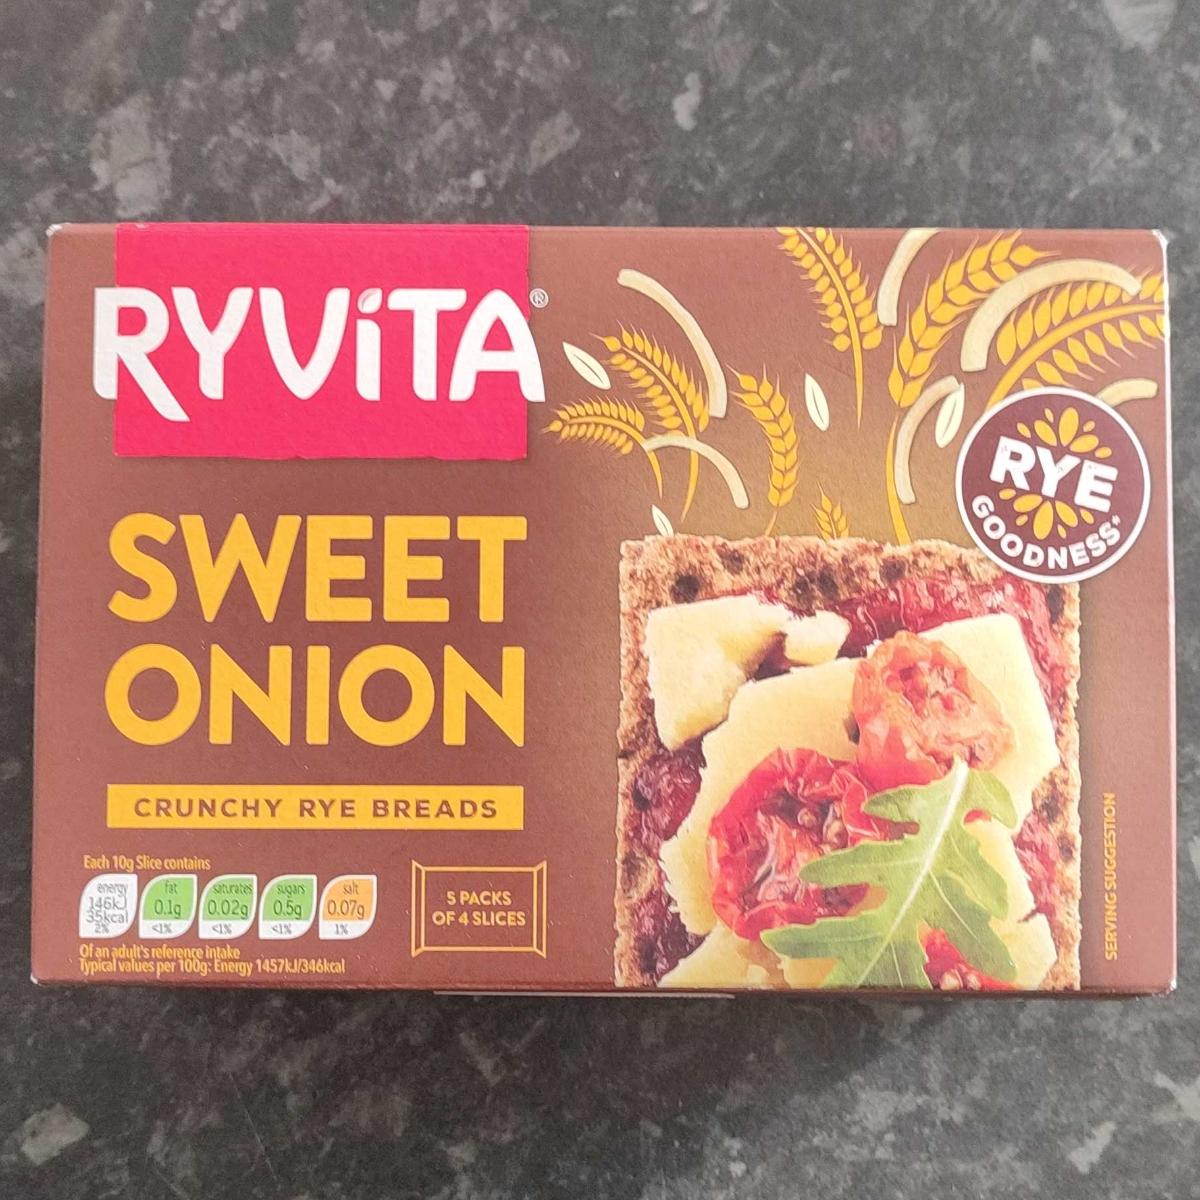 RYVITA®
SWEET
ONION
CRUNCHY RYE BREADS
Each 10g Slice contains
energy
146kJ
35kcal
2%
fat
0.1g
<1%
saturates
0.02g
<1%
sugars
0.5g
<1%
salt
0.07g
1%
Of an adult's reference intake
Typical values per 100g: Energy 1457kJ/346kcal
5 PACKS
OF 4 SLICES
RYE
GOODNESS*
SERVING SUGGESTION